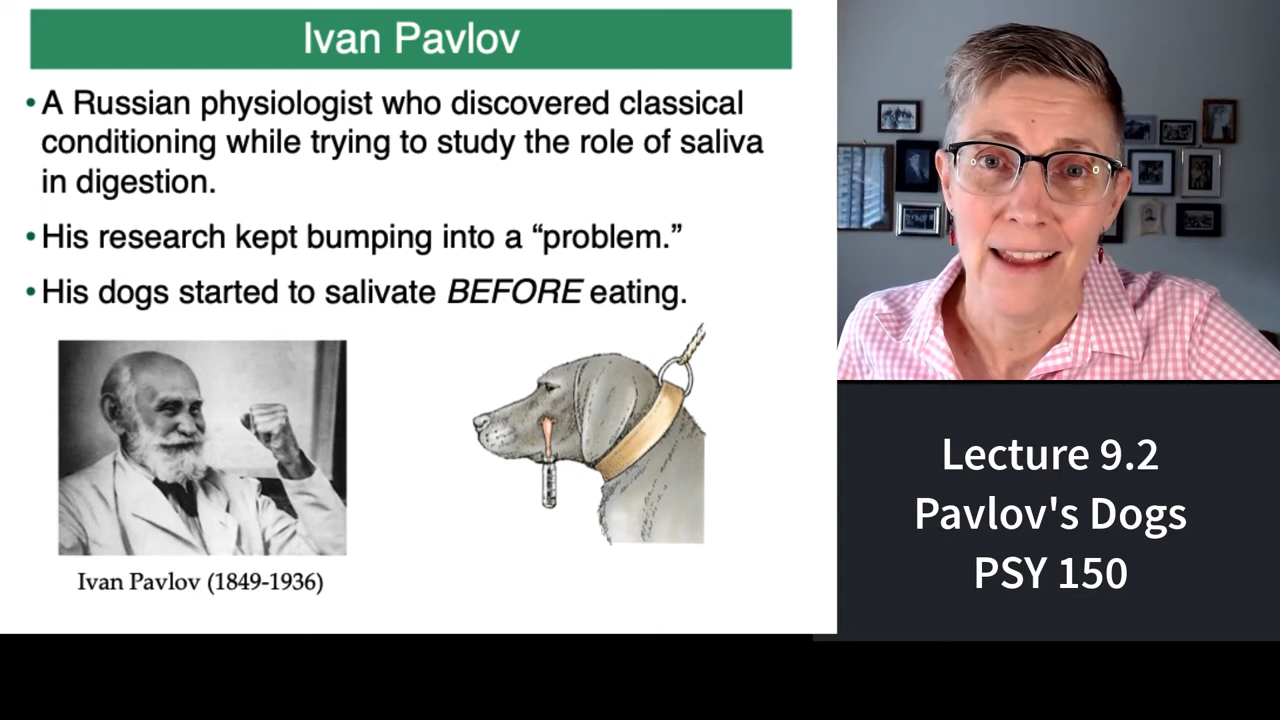 Ivan Pavlov
• A Russian physiologist who discovered classical
conditioning while trying to study the role of saliva
in digestion.
• His research kept bumping into a “problem.”
• His dogs started to salivate BEFORE eating.
Ivan Pavlov (1849-1936)
Lecture 9.2
Pavlov's Dogs
PSY 150